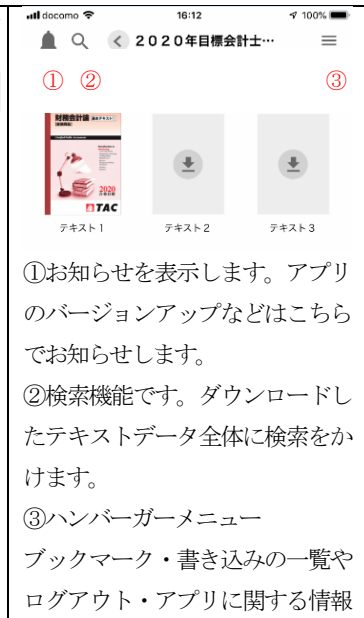 docomo 16:12 100%
2020年目標会計士…
① ② ③
財務会計論
2020
TAC
テキスト1 テキスト2 テキスト3
①お知らせを表示します。アプリ
のバージョンアップなどはこちら
でお知らせします。
②検索機能です。ダウンロードし
たテキストデータ全体に検索をか
けます。
③ハンバーガーメニュー
ブックマーク・書き込みの一覧や
ログアウト・アプリに関する情報